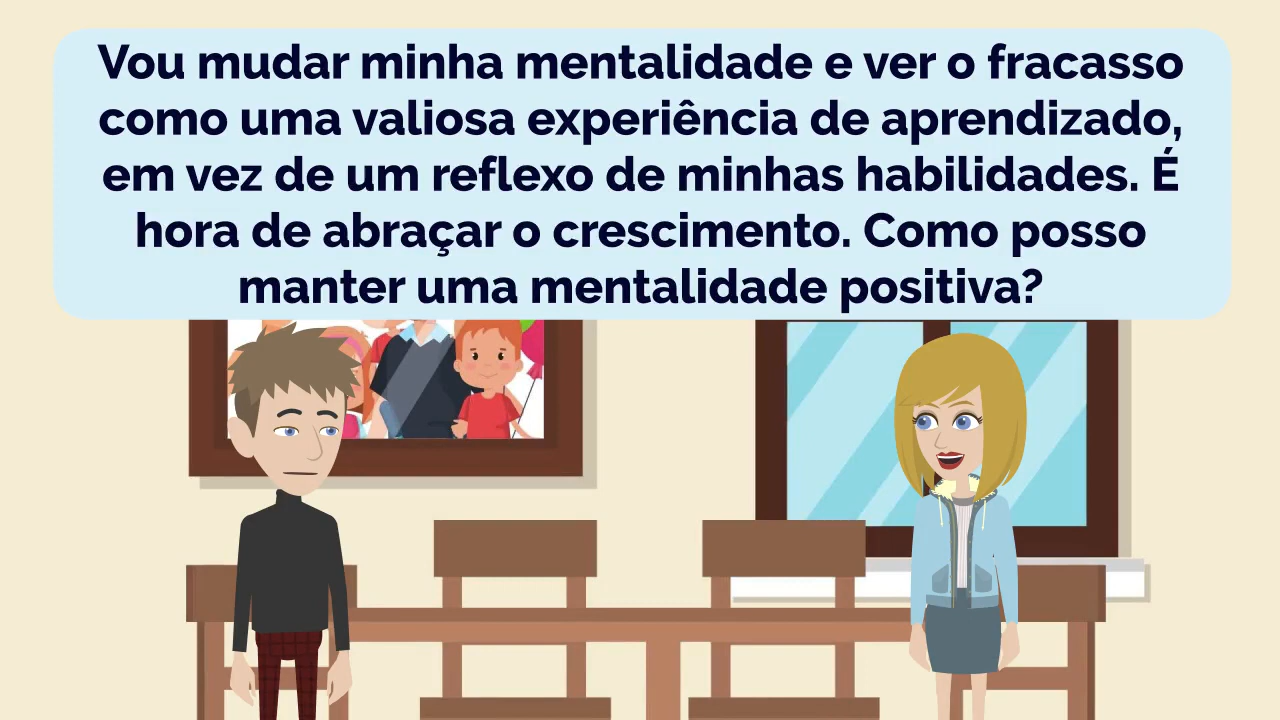 Vou mudar minha mentalidade e ver o fracasso
como uma valiosa experiência de aprendizado,
em vez de um reflexo de minhas habilidades. É
hora de abraçar o crescimento. Como posso
manter uma mentalidade positiva?